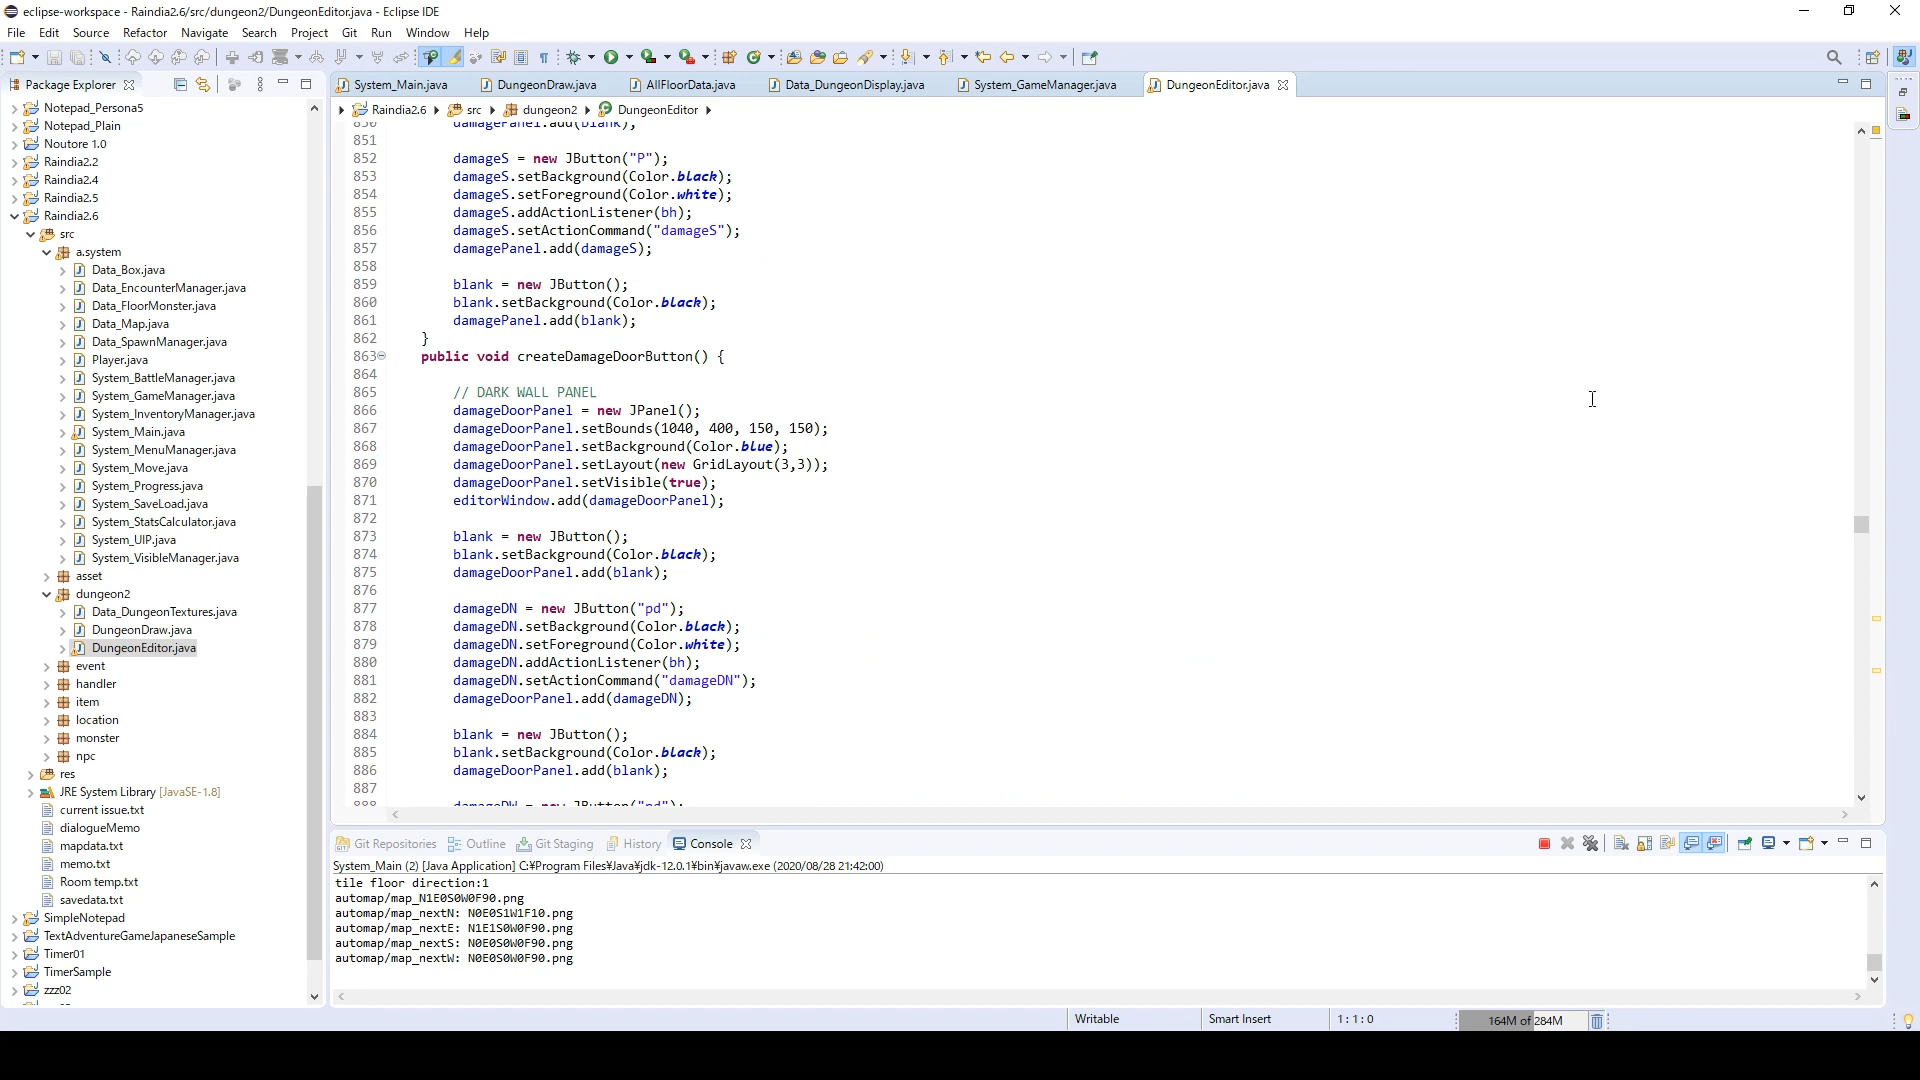 eclipse-workspace - Raindia2.6/src/dungeon2/DungeonEditor.java - Eclipse IDE
File Edit Source Refactor Navigate Search Project Git Run Window Help
Package Explorer
System_Main.java DungeonDraw.java AllFloorData.java Data_DungeonDisplay.java System_GameManager.java DungeonEditor.java
Raindia2.6 src dungeon2 DungeonEditor
Notepad_Persona5
Notepad_Plain
Noutore 1.0
Raindia2.2
Raindia2.4
Raindia2.5
Raindia2.6
src
a.system
Data_Box.java
Data_EncounterManager.java
Data_FloorMonster.java
Data_Map.java
Data_SpawnManager.java
Player.java
System_BattleManager.java
System_GameManager.java
System_InventoryManager.java
System_Main.java
System_MenuManager.java
System_Move.java
System_Progress.java
System_SaveLoad.java
System_StatsCalculator.java
System_UIP.java
System_VisibleManager.java
asset
dungeon2
Data_DungeonTextures.java
DungeonDraw.java
DungeonEditor.java
event
handler
item
location
monster
npc
res
JRE System Library [JavaSE-1.8]
current issue.txt
dialogueMemo
mapdata.txt
memo.txt
Room temp.txt
savedata.txt
SimpleNotepad
TextAdventureGameJapaneseSample
Timer01
TimerSample
zzz02
850 damagePanel.add(blank);
851
852 damageS = new JButton("P");
853 damageS.setBackground(Color.black);
854 damageS.setForeground(Color.white);
855 damageS.addActionListener(bh);
856 damageS.setActionCommand("damageS");
857 damagePanel.add(damageS);
858
859 blank = new JButton();
860 blank.setBackground(Color.black);
861 damagePanel.add(blank);
862 }
863 public void createDamageDoorButton() {
864
865 // DARK WALL PANEL
866 damageDoorPanel = new JPanel();
867 damageDoorPanel.setBounds(1040, 400, 150, 150);
868 damageDoorPanel.setBackground(Color.blue);
869 damageDoorPanel.setLayout(new GridLayout(3,3));
870 damageDoorPanel.setVisible(true);
871 editorWindow.add(damageDoorPanel);
872
873 blank = new JButton();
874 blank.setBackground(Color.black);
875 damageDoorPanel.add(blank);
876
877 damageDN = new JButton("pd");
878 damageDN.setBackground(Color.black);
879 damageDN.setForeground(Color.white);
880 damageDN.addActionListener(bh);
881 damageDN.setActionCommand("damageDN");
882 damageDoorPanel.add(damageDN);
883
884 blank = new JButton();
885 blank.setBackground(Color.black);
886 damageDoorPanel.add(blank);
887
888 damageDW = new JButton("pd");
Git Repositories Outline Git Staging History Console
System_Main (2) [Java Application] C:¥Program Files¥Java¥jdk-12.0.1¥bin¥javaw.exe (2020/08/28 21:42:00)
tile floor direction:1
automap/map_N1E0S0W0F90.png
automap/map_nextN: N0E0S1W1F10.png
automap/map_nextE: N1E1S0W0F90.png
automap/map_nextS: N0E0S0W0F90.png
automap/map_nextW: N0E0S0W0F90.png
Writable Smart Insert 1 : 1 : 0 164M of 284M